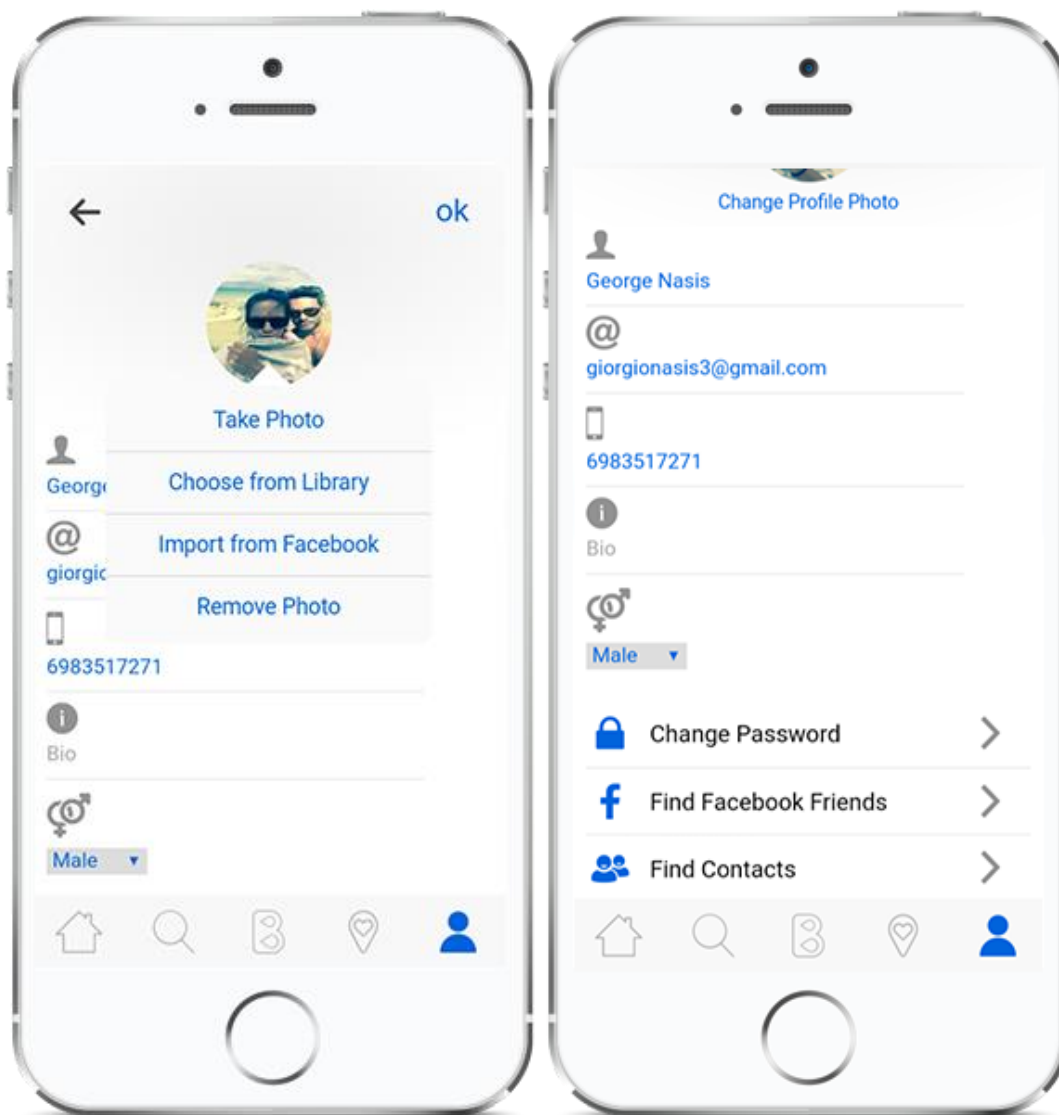 ok
Take Photo
Choose from Library
Import from Facebook
Remove Photo
Georg
@
giorgi
6983517271
Bio
Male
Change Profile Photo
George Nasis
@
giorgionasis3@gmail.com
6983517271
Bio
Male
Change Password
Find Facebook Friends
Find Contacts